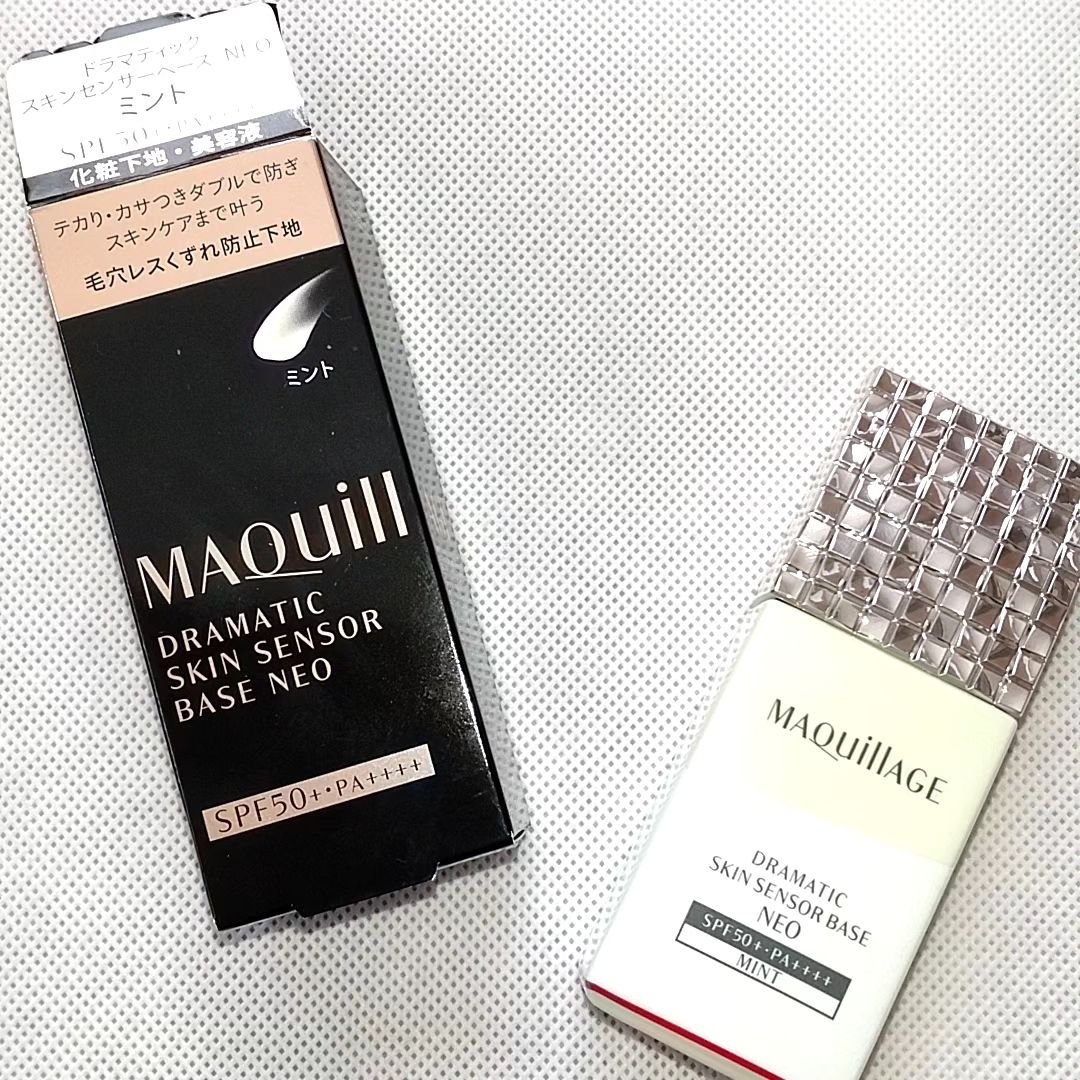 ドラマティック
スキンセンサーベース NEO
ミント
SPF50+・PA++++
化粧下地・美容液
テカり・カサつきダブルで防ぎ
スキンケアまで叶う
毛穴レスくずれ防止下地
ミント
MAQuill
DRAMATIC
SKIN SENSOR
BASE NEO
SPF50+・PA++++
MAQuillAGE
DRAMATIC
SKIN SENSOR BASE
NEO
SPF50+・PA++++
MINT